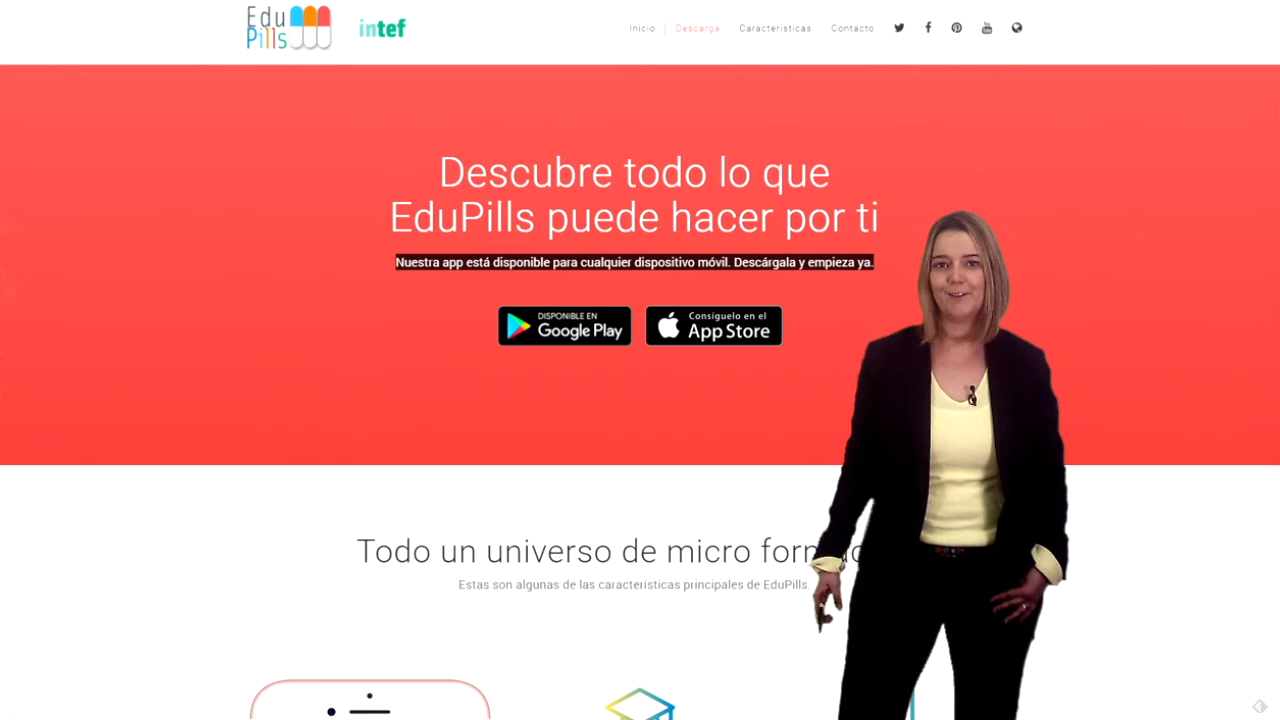 Edu
Pills
intef
Inicio
Descarga
Características
Contacto
Descubre todo lo que
EduPills puede hacer por ti
Nuestra app está disponible para cualquier dispositivo móvil. Descárgala y empieza ya.
DISPONIBLE EN
Google Play
Consíguelo en el
App Store
Todo un universo de micro
Estas son algunas de las características principales de EduPills